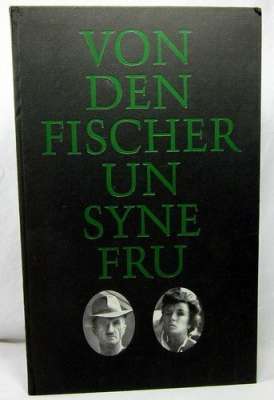 VON
DEN
FISCHER
UN
SYNE
FRU